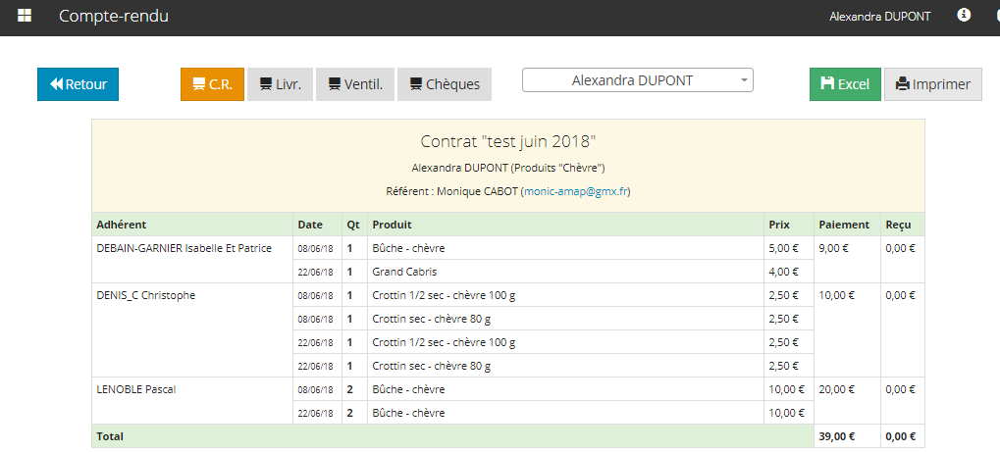 Compte-rendu Alexandra DUPONT
Retour C.R. Livr. Ventil. Chèques Alexandra DUPONT Excel Imprimer
Contrat "test juin 2018"
Alexandra DUPONT (Produits "Chèvre")
Référent : Monique CABOT (monic-amap@gmx.fr)
Adhérent Date Qt Produit Prix Paiement Reçu
DEBAIN-GARNIER Isabelle Et Patrice 08/06/18 1 Bûche - chèvre 5,00 € 9,00 € 0,00 €
22/06/18 1 Grand Cabris 4,00 €
DENIS_C Christophe 08/06/18 1 Crottin 1/2 sec - chèvre 100 g 2,50 € 10,00 € 0,00 €
08/06/18 1 Crottin sec - chèvre 80 g 2,50 €
22/06/18 1 Crottin 1/2 sec - chèvre 100 g 2,50 €
22/06/18 1 Crottin sec - chèvre 80 g 2,50 €
LENOBLE Pascal 08/06/18 2 Bûche - chèvre 10,00 € 20,00 € 0,00 €
22/06/18 2 Bûche - chèvre 10,00 €
Total 39,00 € 0,00 €